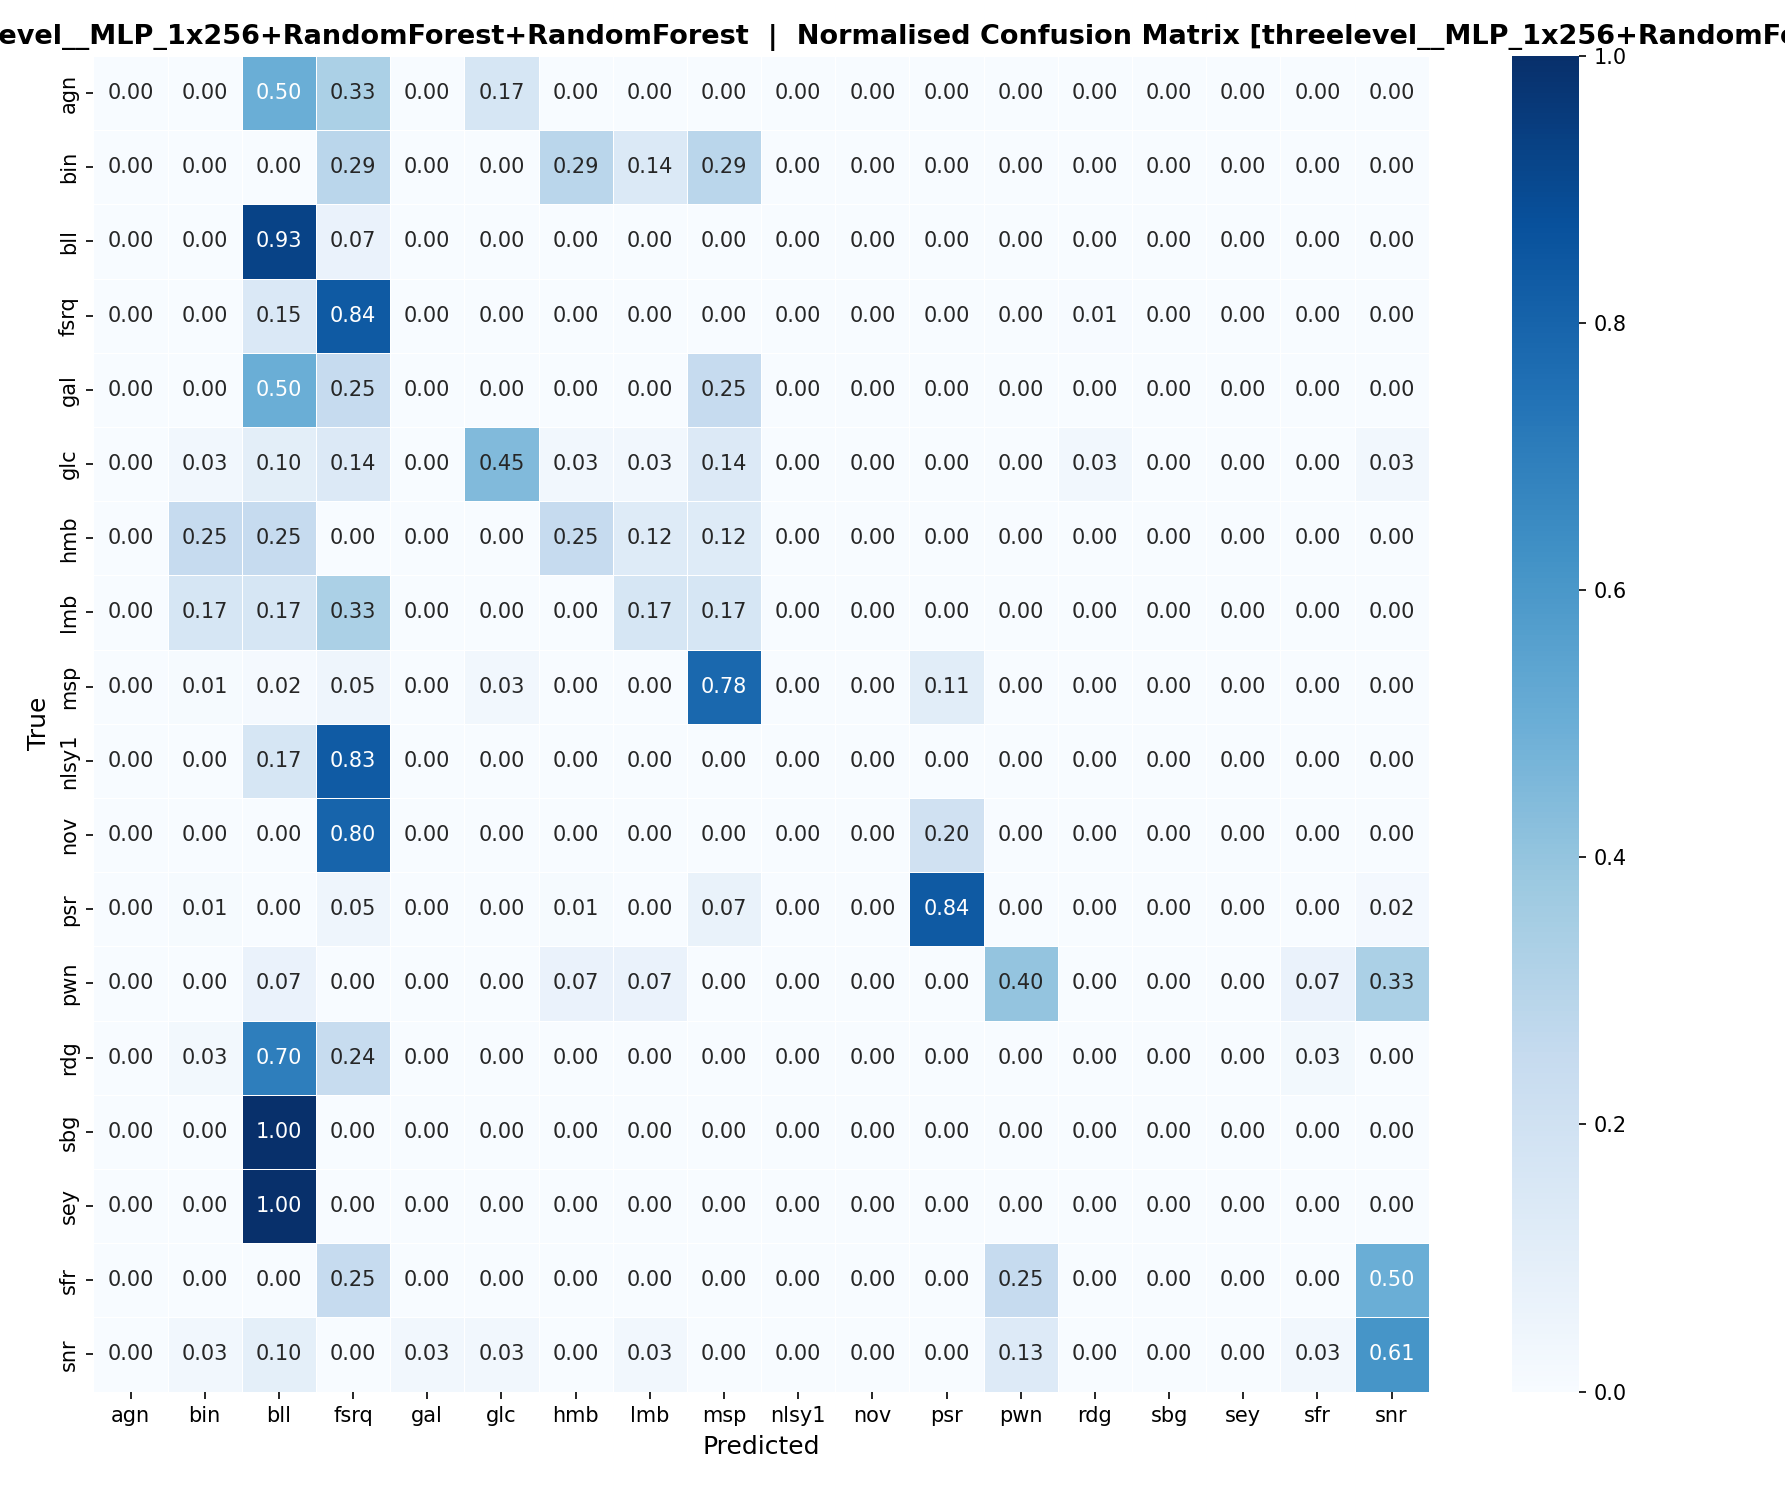 evel__MLP_1x256+RandomForest+RandomForest | Normalised Confusion Matrix [threelevel__MLP_1x256+RandomFo
agn 0.00 0.00 0.50 0.33 0.00 0.17 0.00 0.00 0.00 0.00 0.00 0.00 0.00 0.00 0.00 0.00 0.00 0.00
bin 0.00 0.00 0.00 0.29 0.00 0.00 0.29 0.14 0.29 0.00 0.00 0.00 0.00 0.00 0.00 0.00 0.00 0.00
bll 0.00 0.00 0.93 0.07 0.00 0.00 0.00 0.00 0.00 0.00 0.00 0.00 0.00 0.00 0.00 0.00 0.00 0.00
fsrq 0.00 0.00 0.15 0.84 0.00 0.00 0.00 0.00 0.00 0.00 0.00 0.00 0.00 0.01 0.00 0.00 0.00 0.00
gal 0.00 0.00 0.50 0.25 0.00 0.00 0.00 0.00 0.25 0.00 0.00 0.00 0.00 0.00 0.00 0.00 0.00 0.00
glc 0.00 0.03 0.10 0.14 0.00 0.45 0.03 0.03 0.14 0.00 0.00 0.00 0.00 0.03 0.00 0.00 0.00 0.03
hmb 0.00 0.25 0.25 0.00 0.00 0.00 0.25 0.12 0.12 0.00 0.00 0.00 0.00 0.00 0.00 0.00 0.00 0.00
lmb 0.00 0.17 0.17 0.33 0.00 0.00 0.00 0.17 0.17 0.00 0.00 0.00 0.00 0.00 0.00 0.00 0.00 0.00
msp 0.00 0.01 0.02 0.05 0.00 0.03 0.00 0.00 0.78 0.00 0.00 0.11 0.00 0.00 0.00 0.00 0.00 0.00
nlsy1 0.00 0.00 0.17 0.83 0.00 0.00 0.00 0.00 0.00 0.00 0.00 0.00 0.00 0.00 0.00 0.00 0.00 0.00
nov 0.00 0.00 0.00 0.80 0.00 0.00 0.00 0.00 0.00 0.00 0.00 0.20 0.00 0.00 0.00 0.00 0.00 0.00
psr 0.00 0.01 0.00 0.05 0.00 0.00 0.01 0.00 0.07 0.00 0.00 0.84 0.00 0.00 0.00 0.00 0.00 0.02
pwn 0.00 0.00 0.07 0.00 0.00 0.00 0.07 0.07 0.00 0.00 0.00 0.00 0.40 0.00 0.00 0.00 0.07 0.33
rdg 0.00 0.03 0.70 0.24 0.00 0.00 0.00 0.00 0.00 0.00 0.00 0.00 0.00 0.00 0.00 0.00 0.03 0.00
sbg 0.00 0.00 1.00 0.00 0.00 0.00 0.00 0.00 0.00 0.00 0.00 0.00 0.00 0.00 0.00 0.00 0.00 0.00
sey 0.00 0.00 1.00 0.00 0.00 0.00 0.00 0.00 0.00 0.00 0.00 0.00 0.00 0.00 0.00 0.00 0.00 0.00
sfr 0.00 0.00 0.00 0.25 0.00 0.00 0.00 0.00 0.00 0.00 0.00 0.00 0.25 0.00 0.00 0.00 0.00 0.50
snr 0.00 0.03 0.10 0.00 0.03 0.03 0.00 0.03 0.00 0.00 0.00 0.00 0.13 0.00 0.00 0.00 0.03 0.61
True
agn bin bll fsrq gal glc hmb lmb msp nlsy1 nov psr pwn rdg sbg sey sfr snr
Predicted
1.0
0.8
0.6
0.4
0.2
0.0